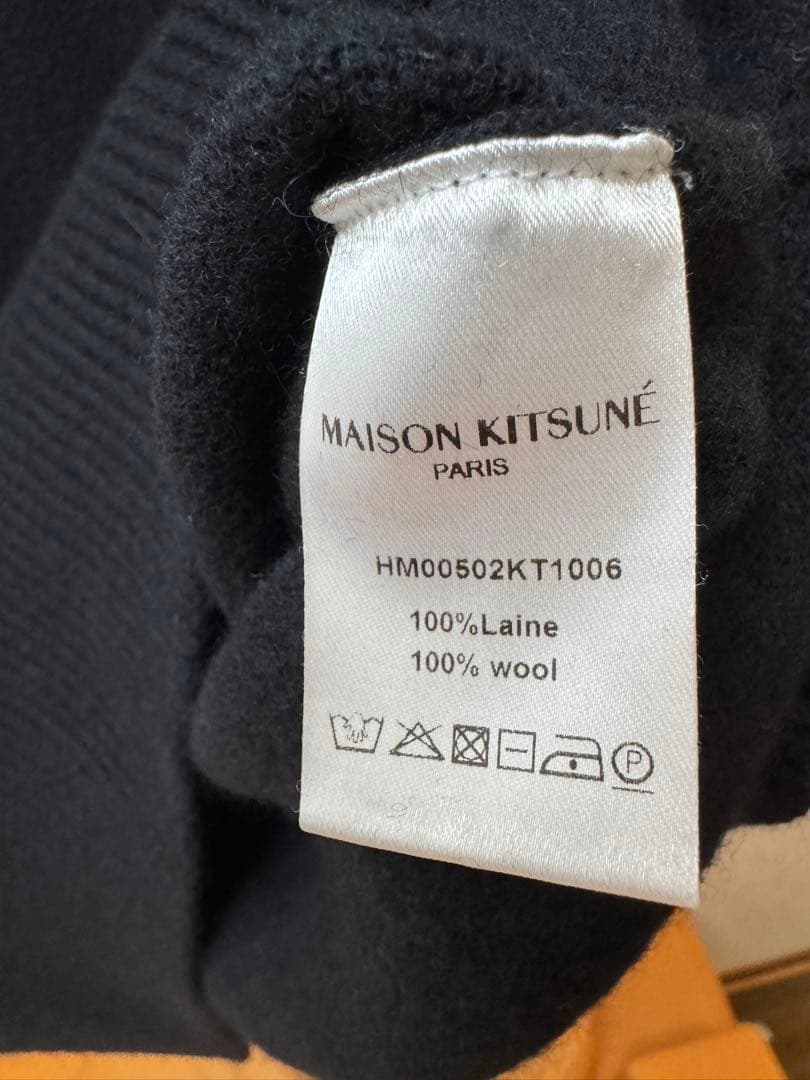 MAISON KITSUNÉ
PARIS
HM00502KT1006
100%Laine
100% wool
P